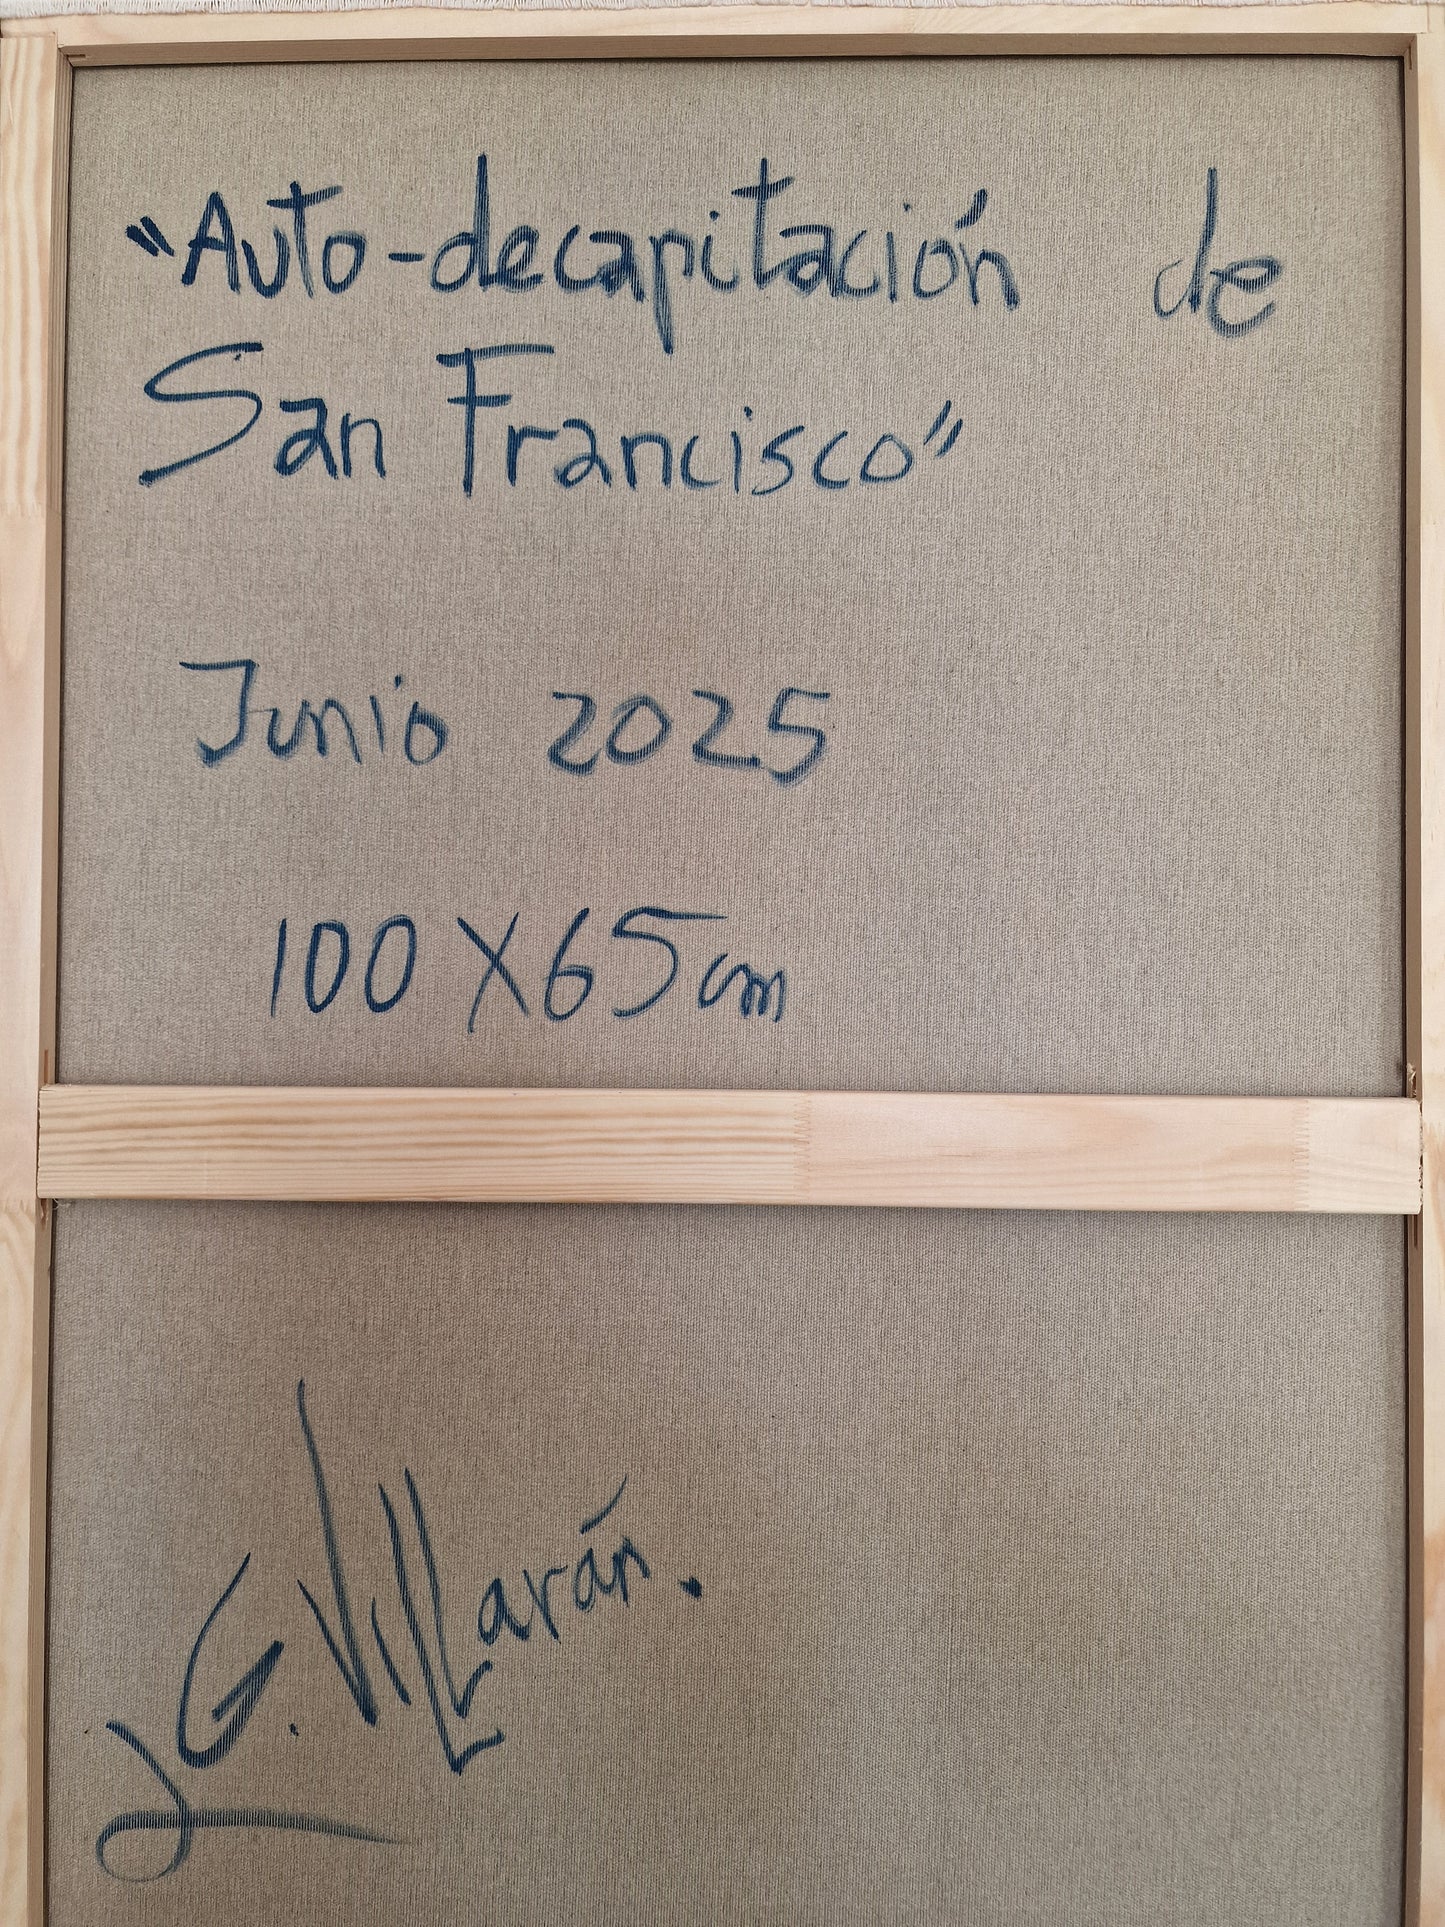 "Auto-decapitación de
San Francisco"
Junio 2025
100 X 65 cm
G. Villarán.